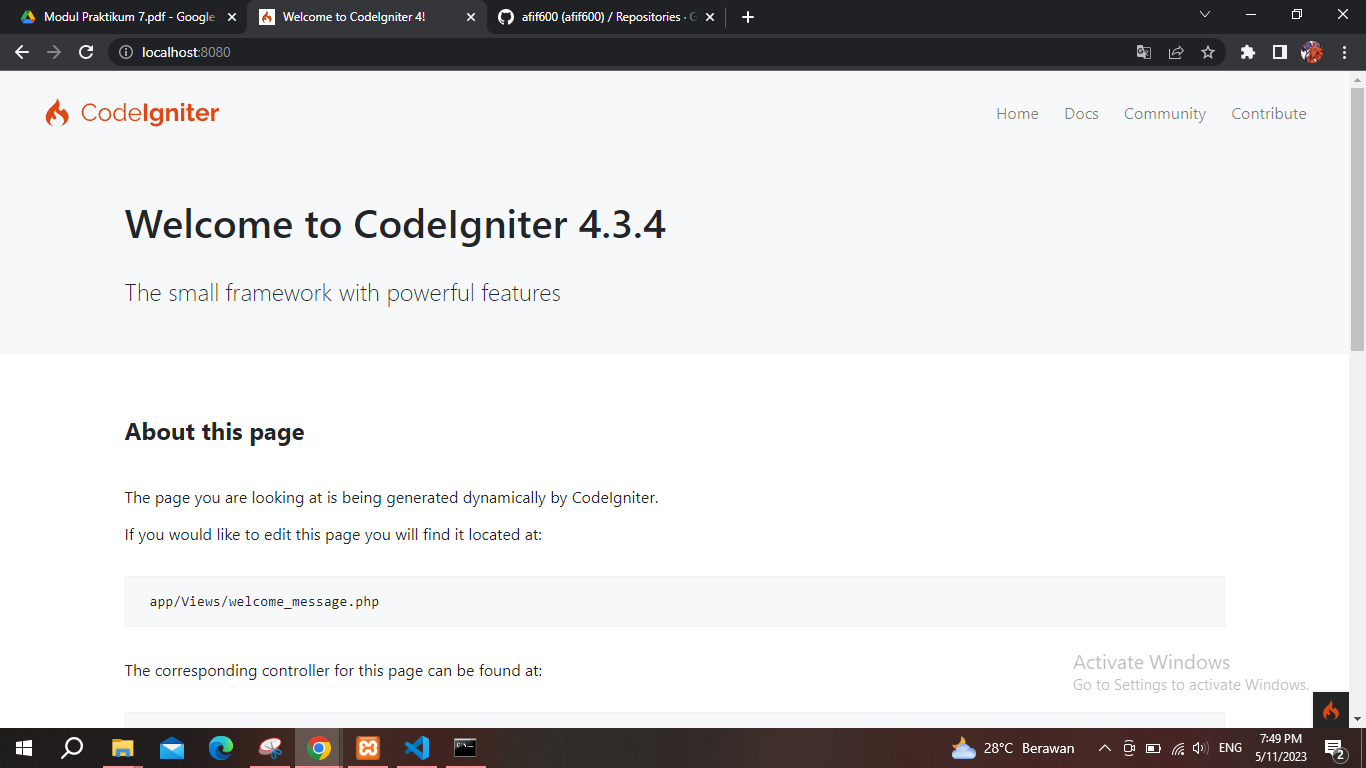 Modul Praktikum 7.pdf - Google
Welcome to CodeIgniter 4!
afif600 (afif600) / Repositories · G
localhost:8080
CodeIgniter
Home Docs Community Contribute
Welcome to CodeIgniter 4.3.4
The small framework with powerful features
About this page
The page you are looking at is being generated dynamically by CodeIgniter.
If you would like to edit this page you will find it located at:
app/Views/welcome_message.php
The corresponding controller for this page can be found at:
Activate Windows
Go to Settings to activate Windows.
28°C Berawan
ENG
7:49 PM
5/11/2023
2